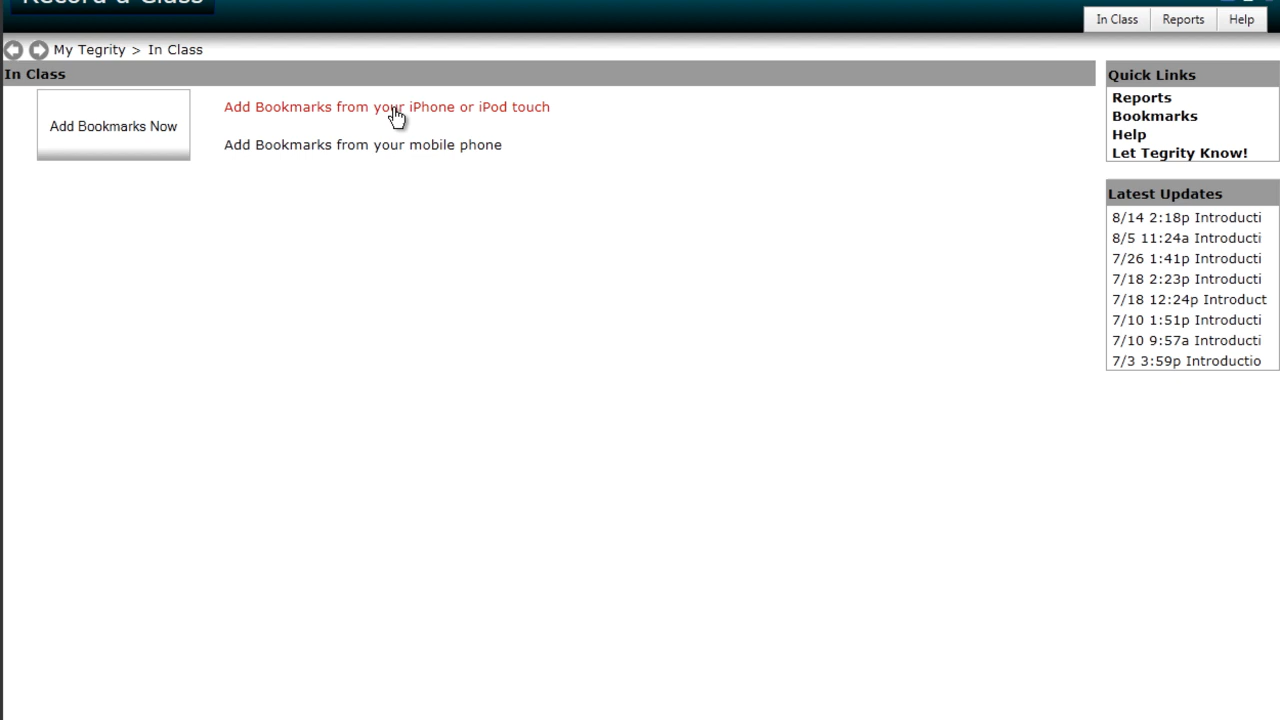 Record a Class
In Class Reports Help
My Tegrity > In Class
In Class
Add Bookmarks Now
Add Bookmarks from your iPhone or iPod touch
Add Bookmarks from your mobile phone
Quick Links
Reports
Bookmarks
Help
Let Tegrity Know!
Latest Updates
8/14 2:18p Introducti
8/5 11:24a Introducti
7/26 1:41p Introducti
7/18 2:23p Introducti
7/18 12:24p Introduct
7/10 1:51p Introducti
7/10 9:57a Introducti
7/3 3:59p Introductio